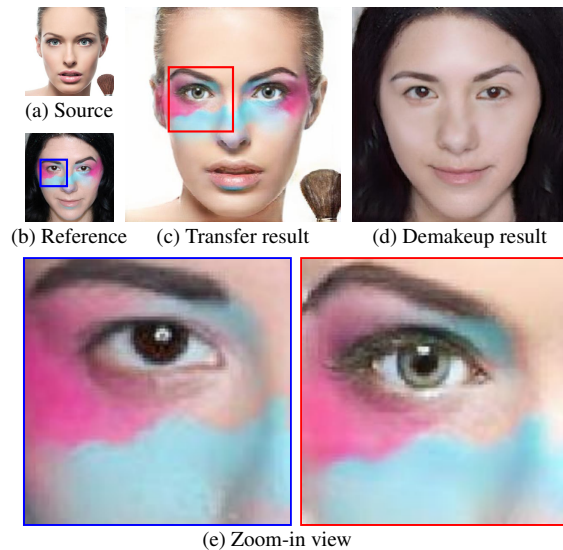 (a) Source
(b) Reference
(c) Transfer result
(d) Demakeup result
(e) Zoom-in view